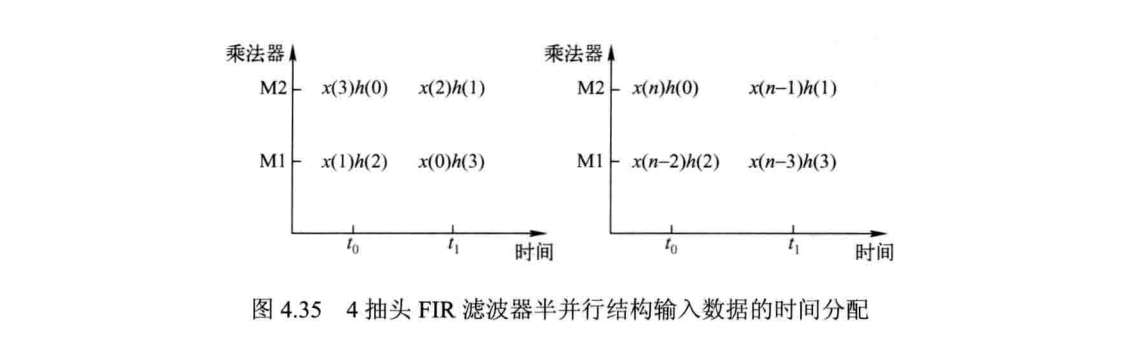 乘法器 乘法器
M2 x(3)h(0) x(2)h(1) M2 x(n)h(0) x(n−1)h(1)
M1 x(1)h(2) x(0)h(3) M1 x(n−2)h(2) x(n−3)h(3)
t₀ t₁ 时间 t₀ t₁ 时间
图 4.35 4 抽头 FIR 滤波器半并行结构输入数据的时间分配